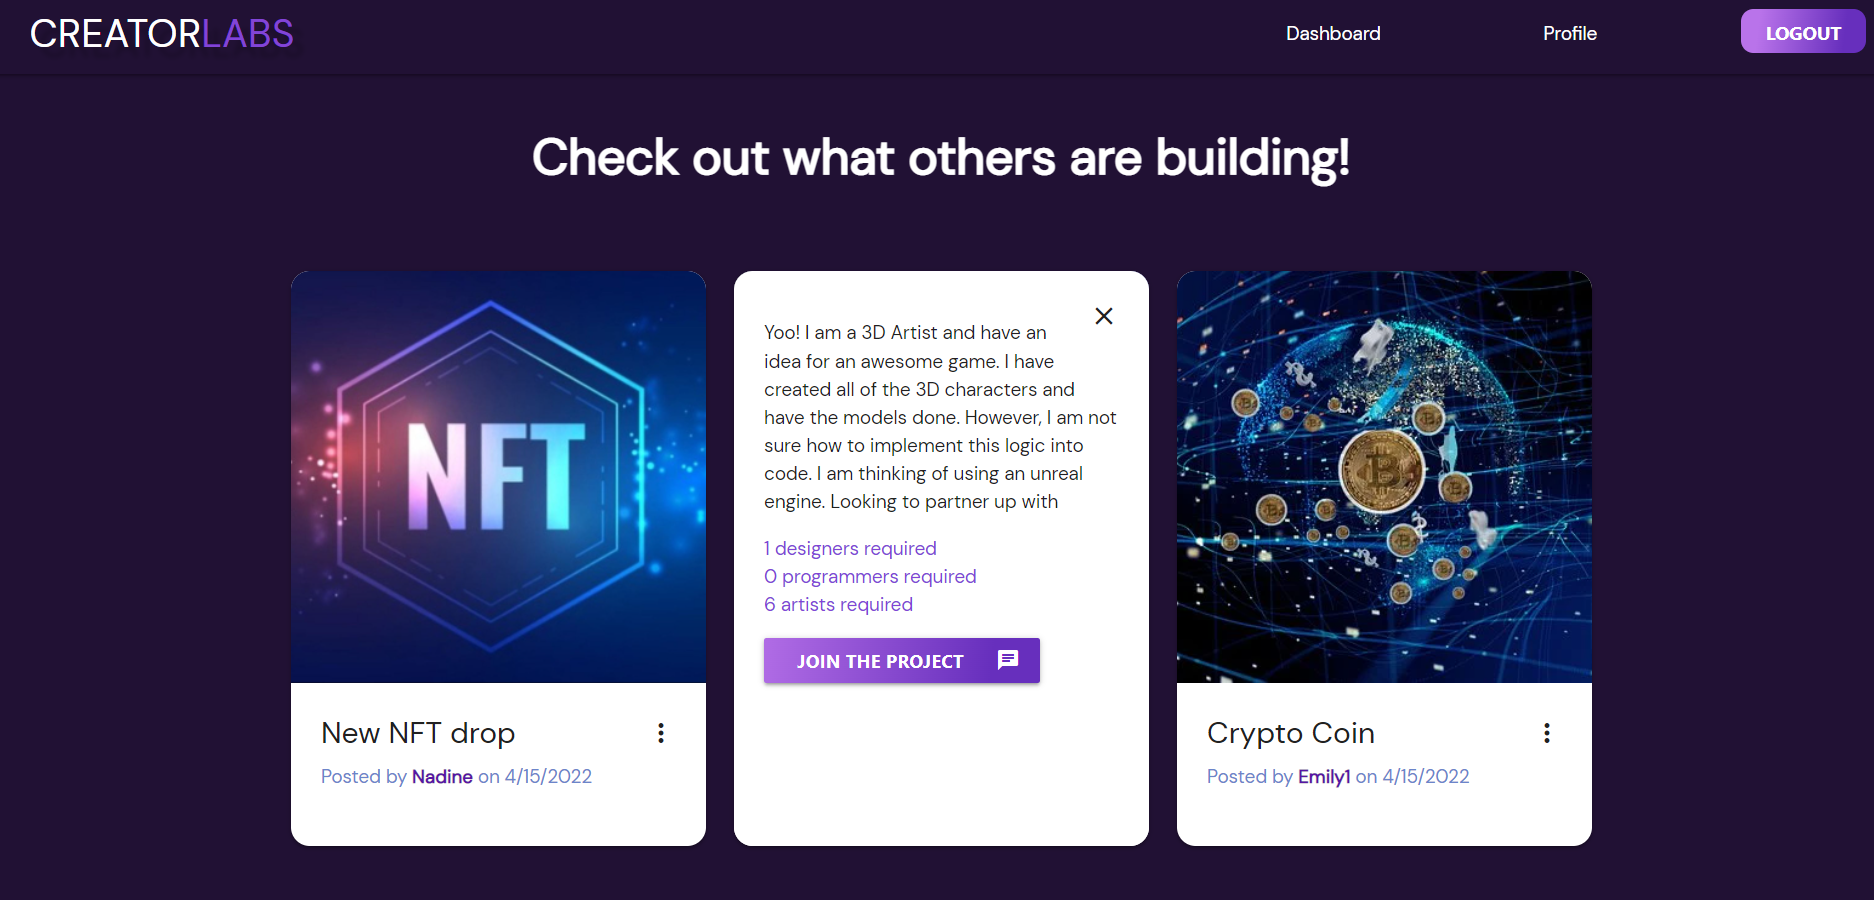 CREATORLABS
Dashboard
Profile
LOGOUT
Check out what others are building!
NFT
New NFT drop
Posted by Nadine on 4/15/2022
Yoo! I am a 3D Artist and have an
idea for an awesome game. I have
created all of the 3D characters and
have the models done. However, I am not
sure how to implement this logic into
code. I am thinking of using an unreal
engine. Looking to partner up with
1 designers required
0 programmers required
6 artists required
JOIN THE PROJECT
Crypto Coin
Posted by Emily1 on 4/15/2022